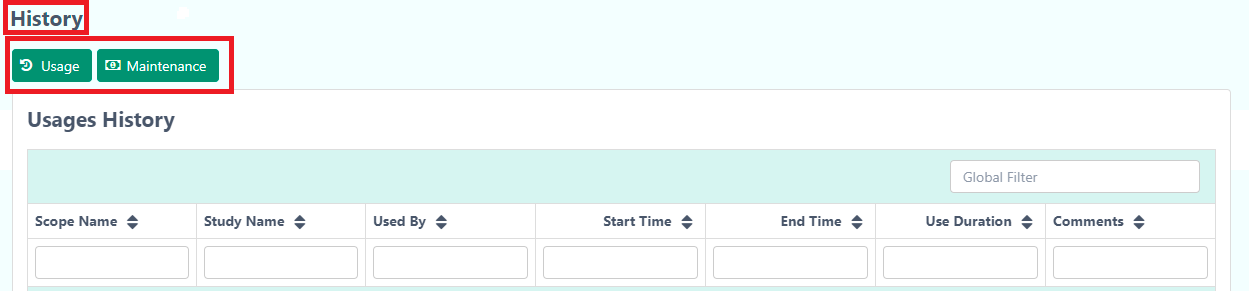 History
Usage Maintenance
Usages History
Global Filter
Scope Name Study Name Used By Start Time End Time Use Duration Comments